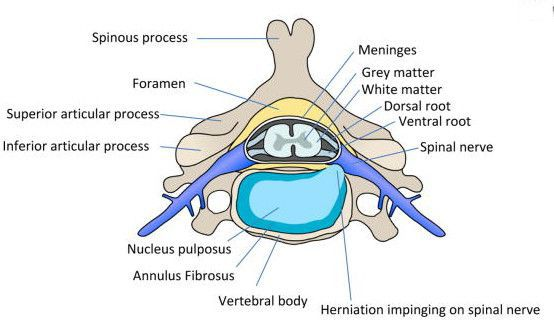 Spinous process
Meninges
Grey matter
Foramen
White matter
Dorsal root
Superior articular process
Ventral root
Inferior articular process
Spinal nerve
Nucleus pulposus
Annulus Fibrosus
Vertebral body
Herniation impinging on spinal nerve